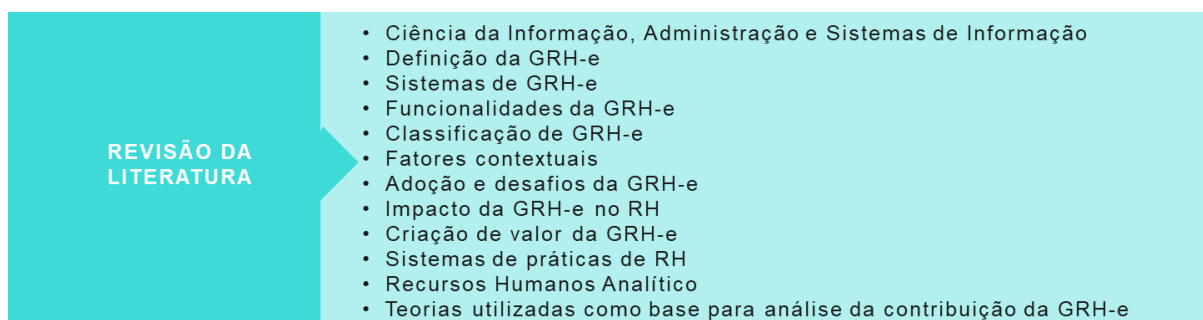 REVISÃO DA
LITERATURA
• Ciência da Informação, Administração e Sistemas de Informação
• Definição da GRH-e
• Sistemas de GRH-e
• Funcionalidades da GRH-e
• Classificação de GRH-e
• Fatores contextuais
• Adoção e desafios da GRH-e
• Impacto da GRH-e no RH
• Criação de valor da GRH-e
• Sistemas de práticas de RH
• Recursos Humanos Analítico
• Teorias utilizadas como base para análise da contribuição da GRH-e